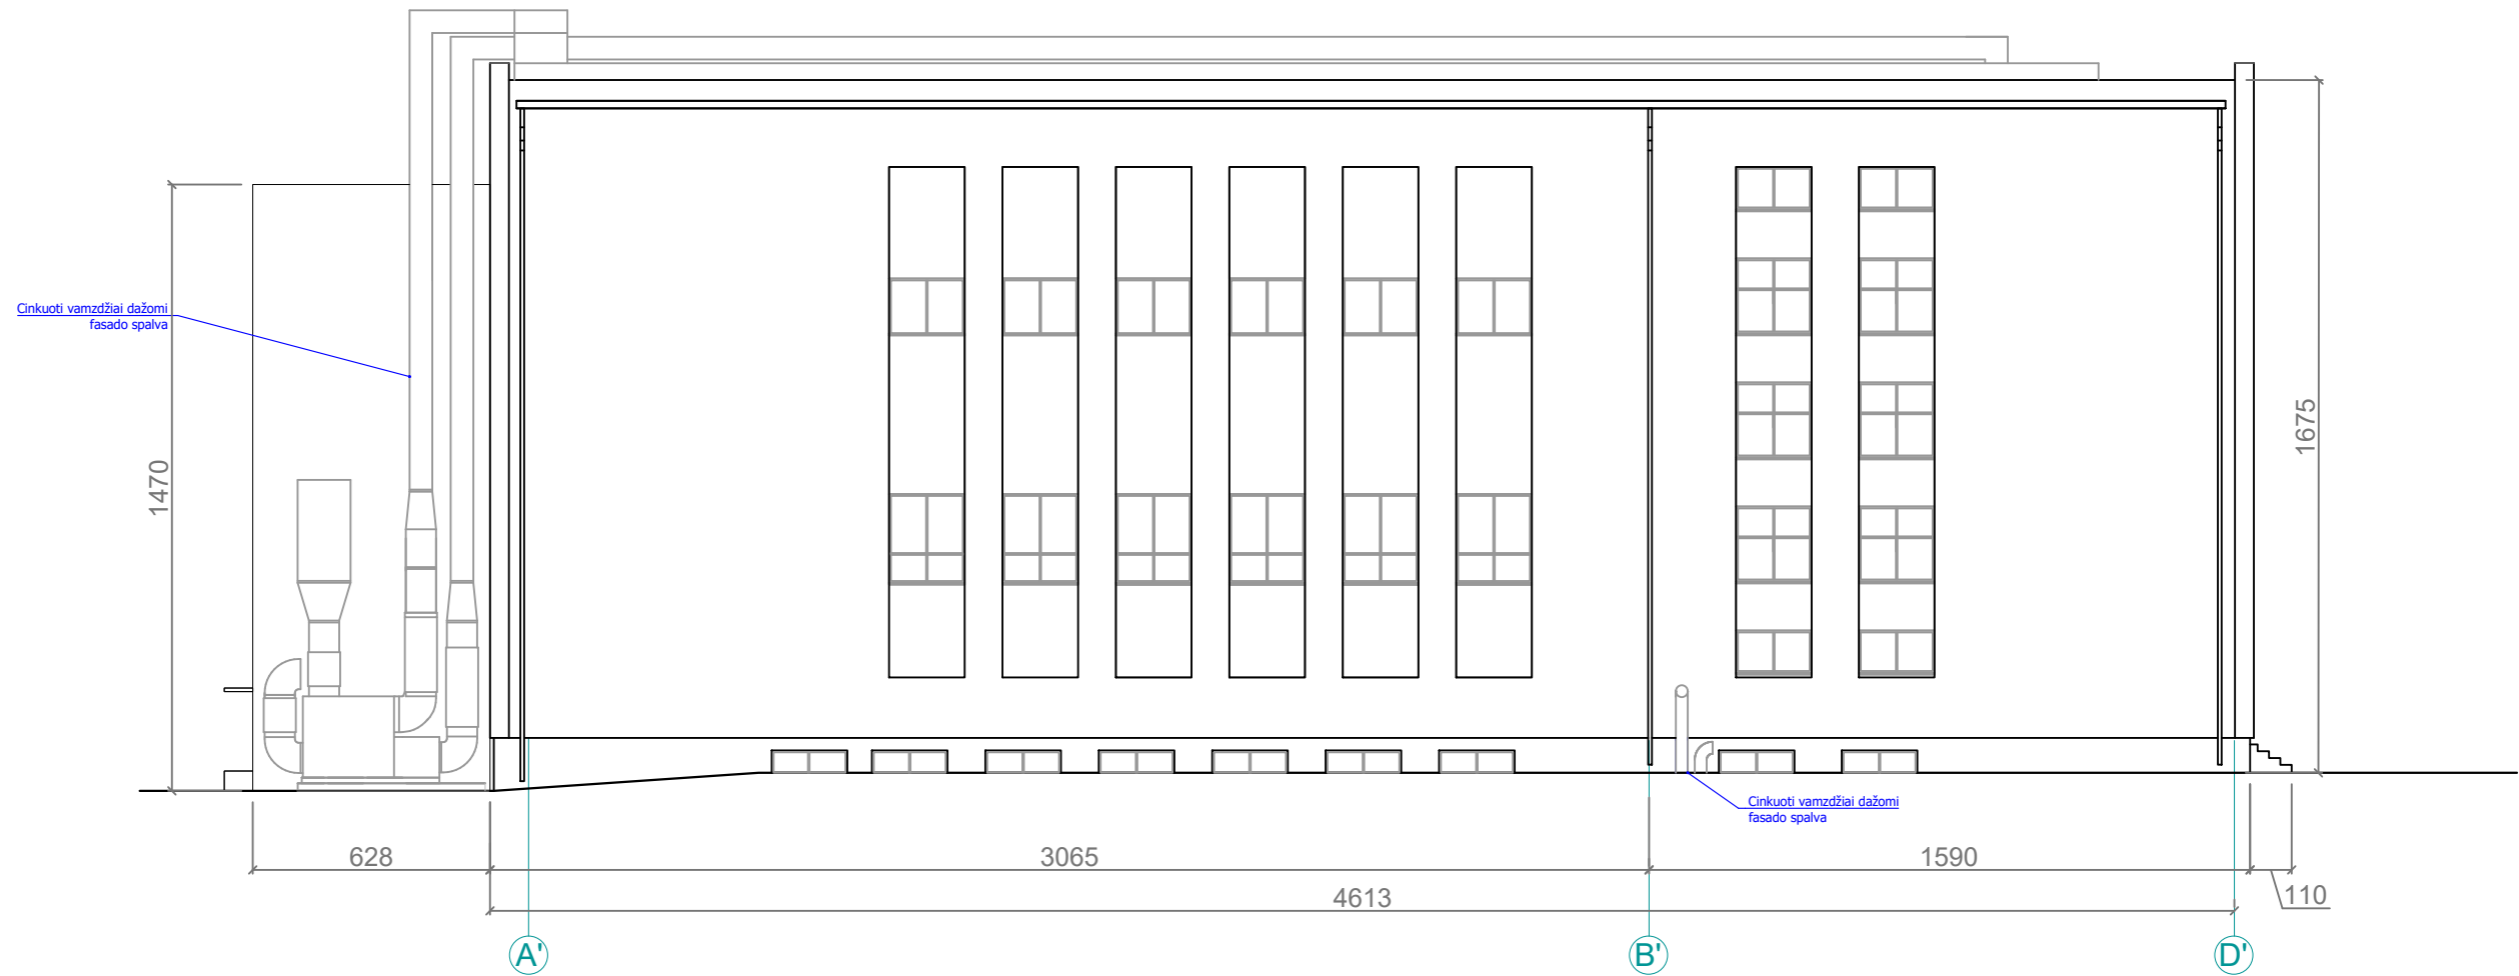 Cinkuoti vamzdžiai dažomi
fasado spalva
1470
1675
Cinkuoti vamzdžiai dažomi
fasado spalva
628
3065
1590
4613
110
A'
B'
D'